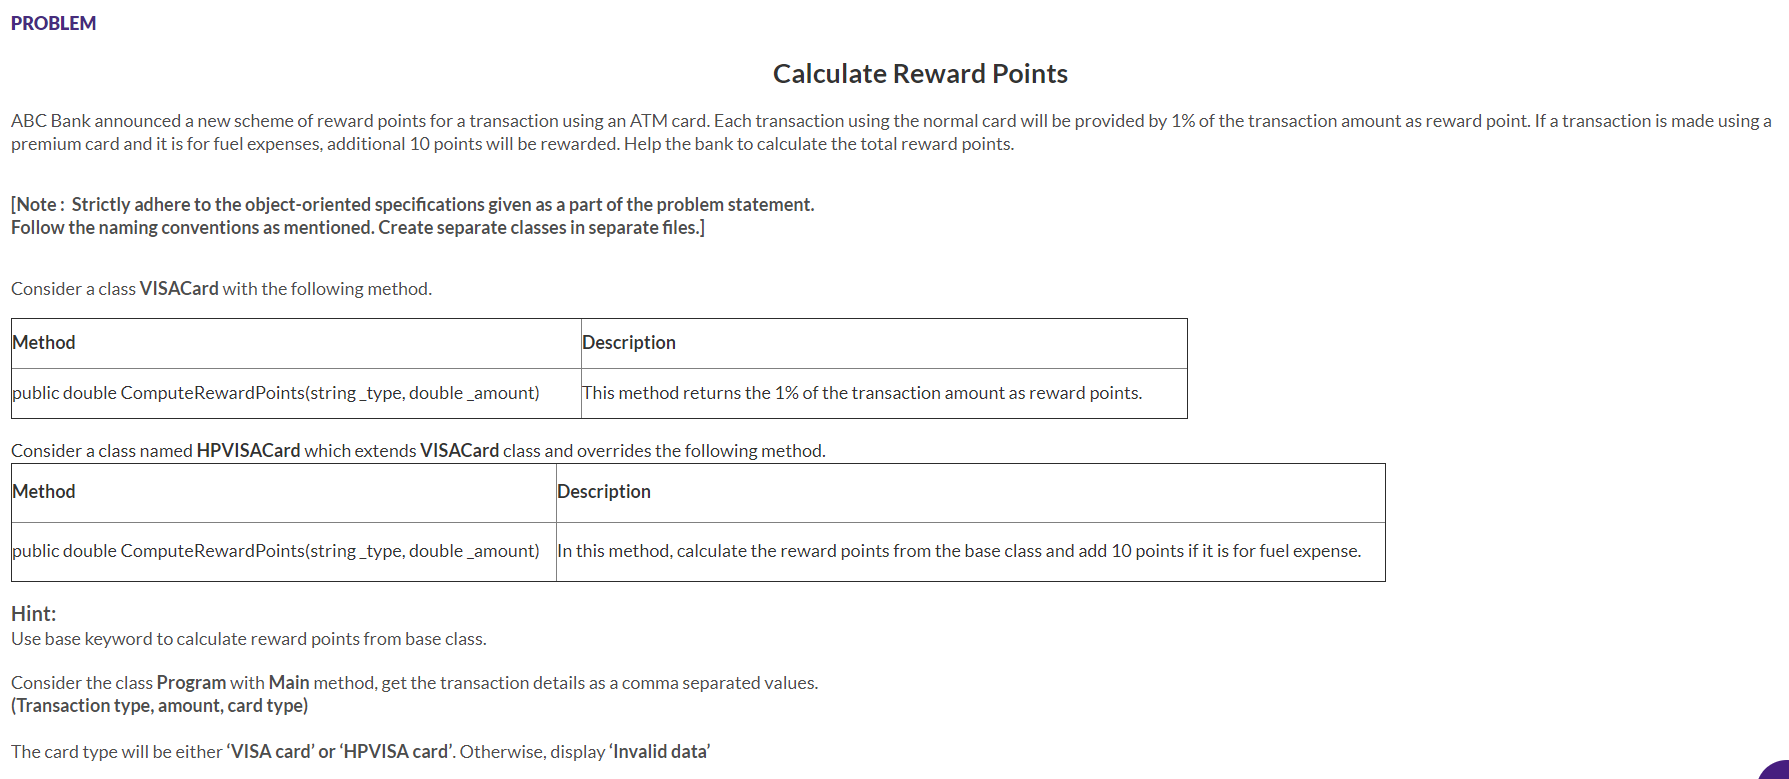 PROBLEM
Calculate Reward Points
ABC Bank announced a new scheme of reward points for a transaction using an ATM card. Each transaction using the normal card will be provided by 1% of the transaction amount as reward point. If a transaction is made using a
premium card and it is for fuel expenses, additional 10 points will be rewarded. Help the bank to calculate the total reward points.
[Note :  Strictly adhere to the object-oriented specifications given as a part of the problem statement.
Follow the naming conventions as mentioned. Create separate classes in separate files.]
Consider a class VISACard with the following method.
Method Description
public double ComputeRewardPoints(string _type, double _amount) This method returns the 1% of the transaction amount as reward points.
Consider a class named HPVISACard which extends VISACard class and overrides the following method.
Method Description
public double ComputeRewardPoints(string _type, double _amount) In this method, calculate the reward points from the base class and add 10 points if it is for fuel expense.
Hint:
Use base keyword to calculate reward points from base class.
Consider the class Program with Main method, get the transaction details as a comma separated values.
(Transaction type, amount, card type)
The card type will be either ‘VISA card’ or ‘HPVISA card’. Otherwise, display ‘Invalid data’